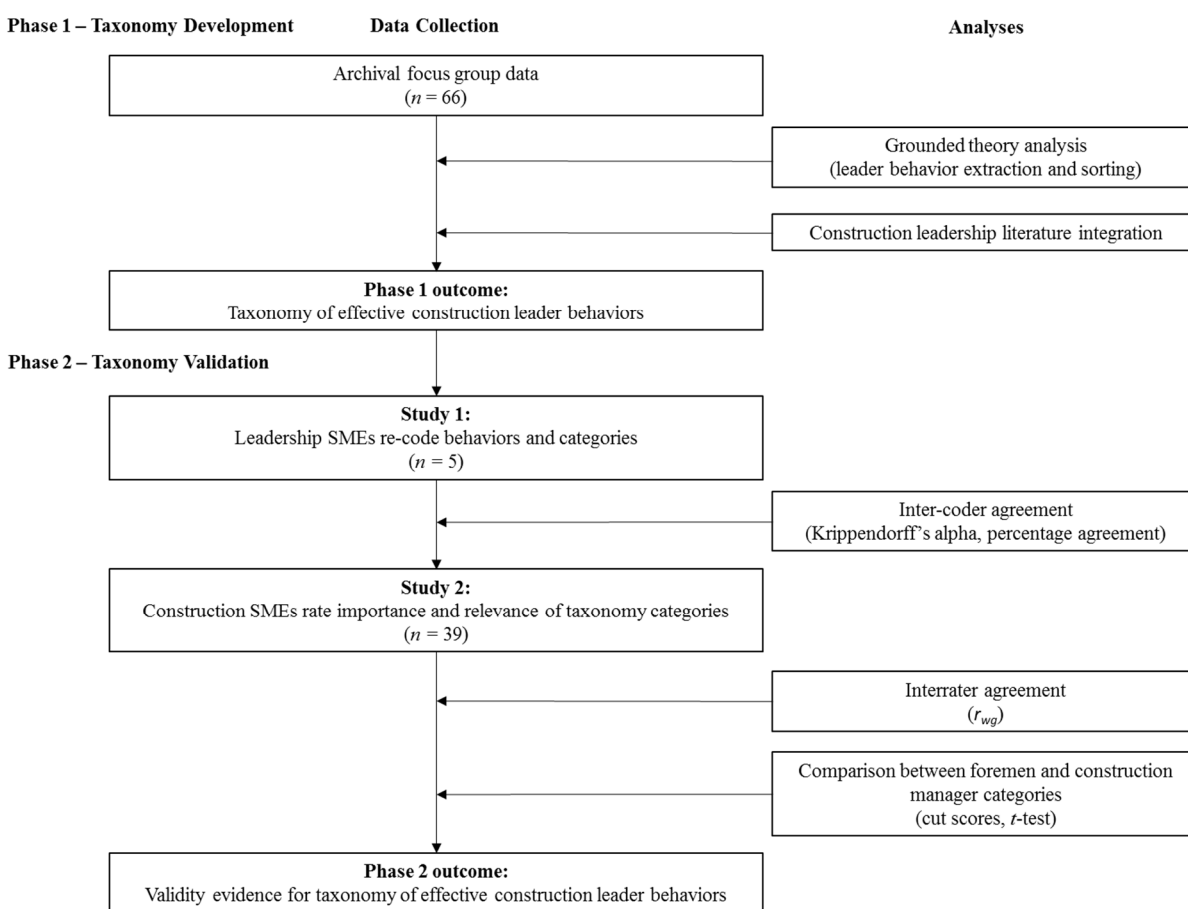 Phase 1 – Taxonomy Development
Data Collection
Analyses
Archival focus group data
(n = 66)
Grounded theory analysis
(leader behavior extraction and sorting)
Construction leadership literature integration
Phase 1 outcome:
Taxonomy of effective construction leader behaviors
Phase 2 – Taxonomy Validation
Study 1:
Leadership SMEs re-code behaviors and categories
(n = 5)
Inter-coder agreement
(Krippendorff's alpha, percentage agreement)
Study 2:
Construction SMEs rate importance and relevance of taxonomy categories
(n = 39)
Interrater agreement
(rwg)
Comparison between foremen and construction
manager categories
(cut scores, t-test)
Phase 2 outcome:
Validity evidence for taxonomy of effective construction leader behaviors